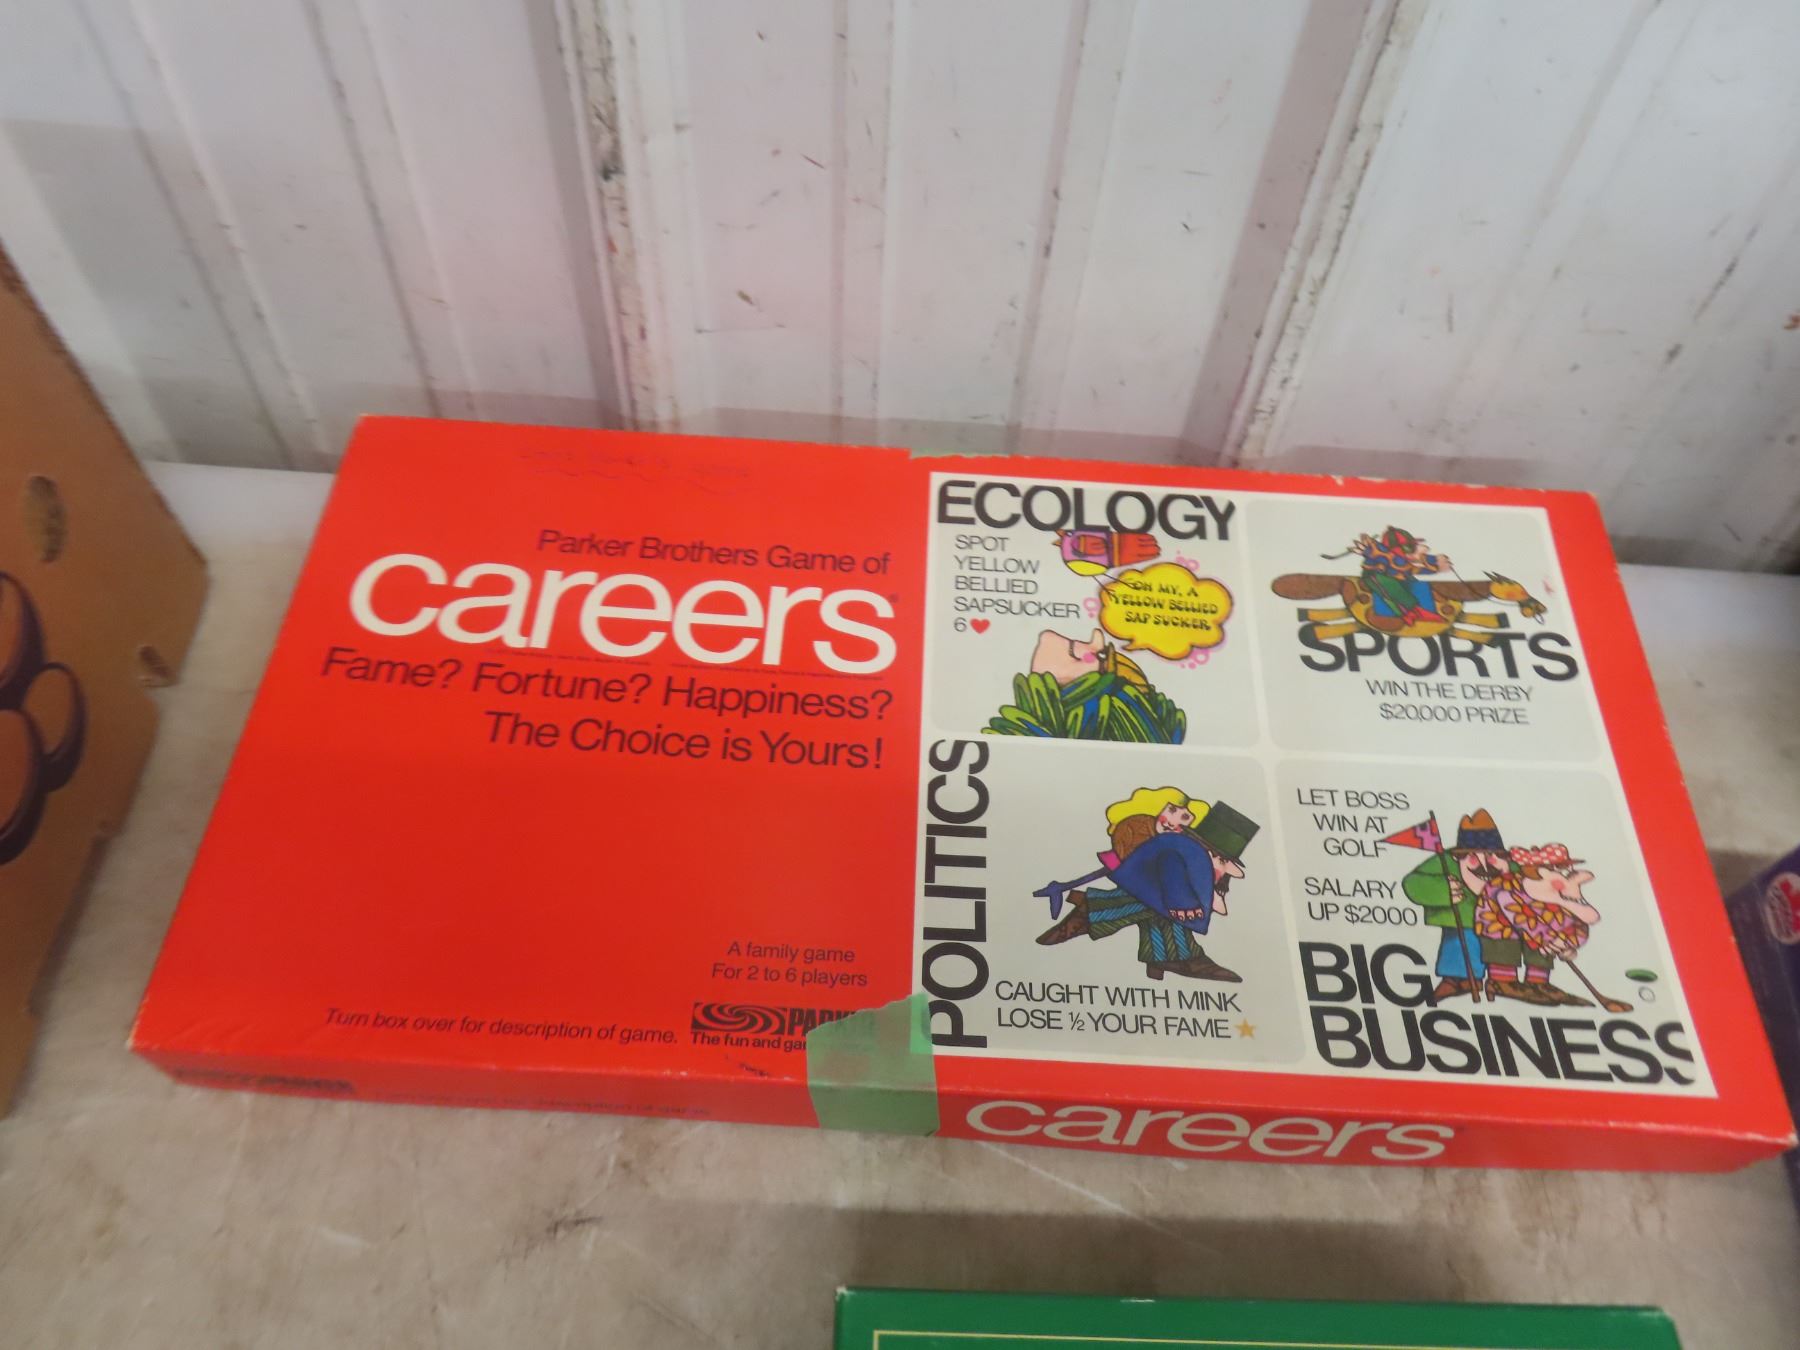 Parker Brothers Game of
careers
Fame? Fortune? Happiness?
The Choice is Yours!
A family game
For 2 to 6 players
Turn box over for description of game.
The fun and
ECOLOGY
SPOT
YELLOW
BELLIED
SAPSUCKER
6♥
OH MY, A
YELLOW BELLIED
SAP SUCKER
SPORTS
WIN THE DERBY
$20,000 PRIZE
POLITICS
CAUGHT WITH MINK
LOSE ½ YOUR FAME ★
LET BOSS
WIN AT
GOLF
SALARY
UP $2000
BIG
BUSINESS
careers